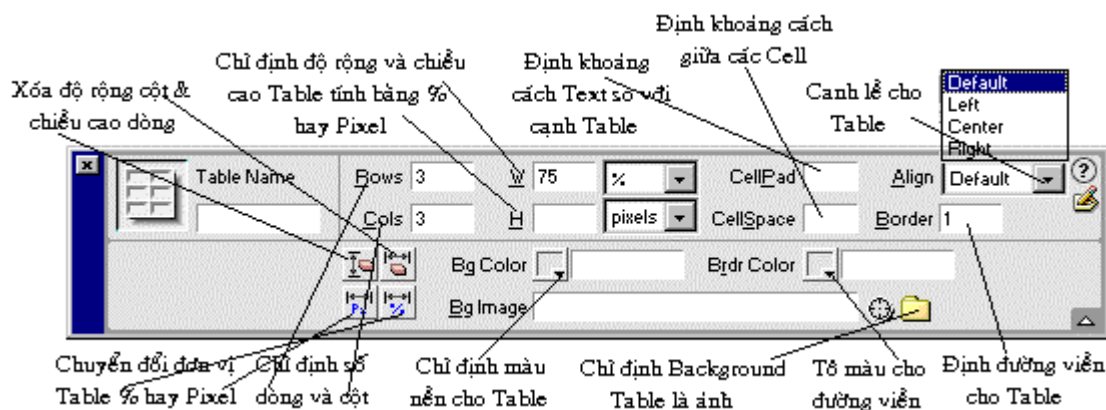 Định khoảng cách
giữa các Cell
Chỉ định độ rộng và chiều
cao Table tính bằng %
hay Pixel
Định khoảng
cách Text so với
cạnh Table
Xóa độ rộng cột &
chiều cao dòng
Canh lề cho
Table
Default
Left
Center
Right
Table Name
Rows 3
W 75 %
CellPad
Align Default
Cols 3
H pixels
CellSpace
Border 1
Bg Color
Brdr Color
Px
%
Bg Image
Chuyển đổi đơn vị
Table % hay Pixel
Chỉ định số
dòng và cột
Chỉ định màu
nền cho Table
Chỉ định Background
Table là ảnh
Tô màu cho
đường viền
Định đường viền
cho Table